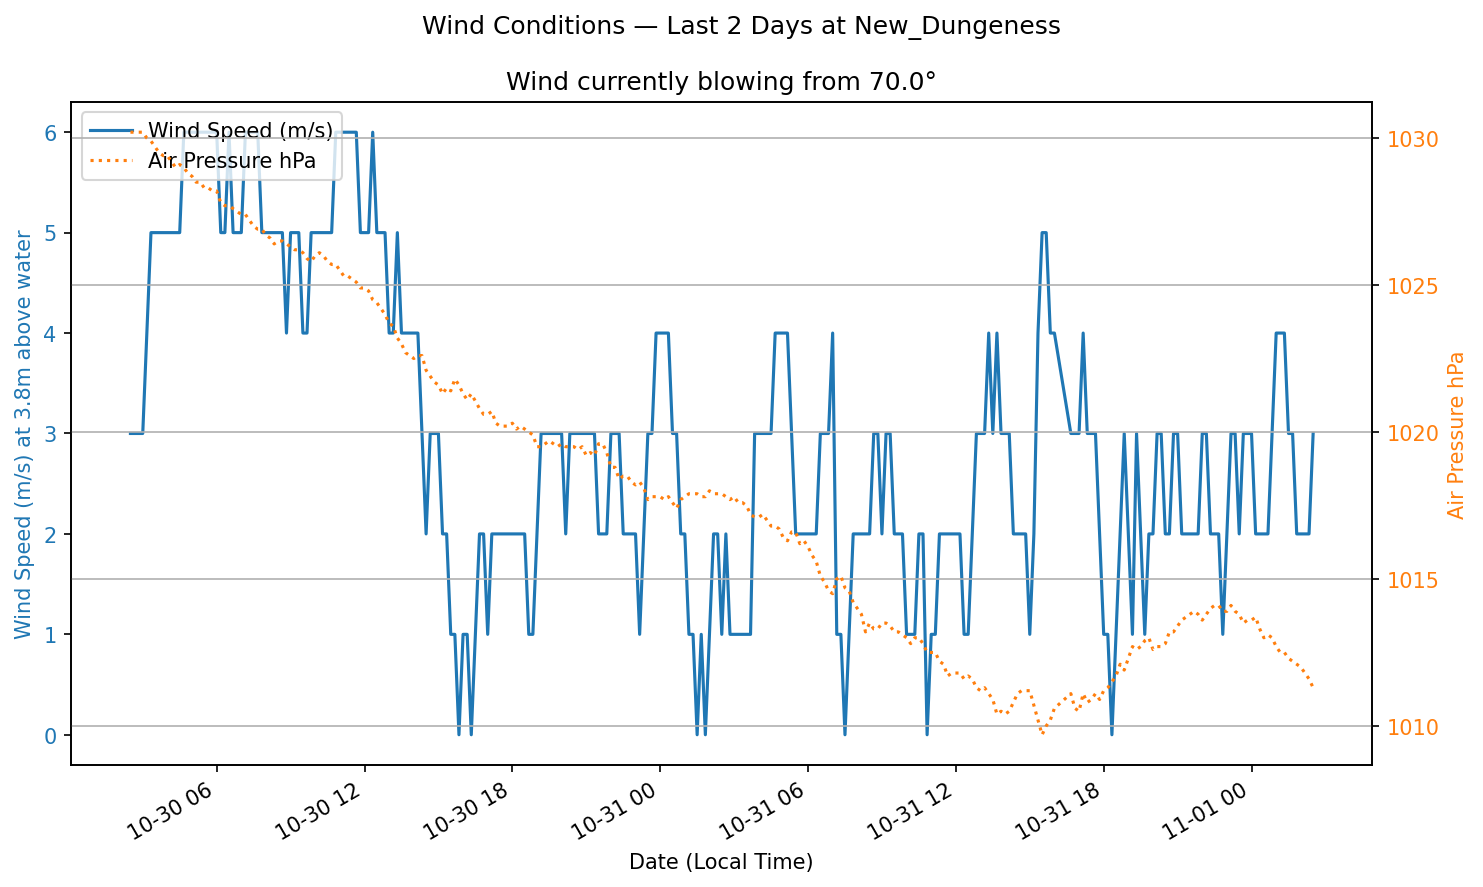 Wind Conditions — Last 2 Days at New_Dungeness
Wind currently blowing from 70.0°
Wind Speed (m/s)
Air Pressure hPa
Wind Speed (m/s) at 3.8m above water
6
5
4
3
2
1
0
1030
1025
1020
1015
1010
Air Pressure hPa
10-30 06
10-30 12
10-30 18
10-31 00
10-31 06
10-31 12
10-31 18
11-01 00
Date (Local Time)